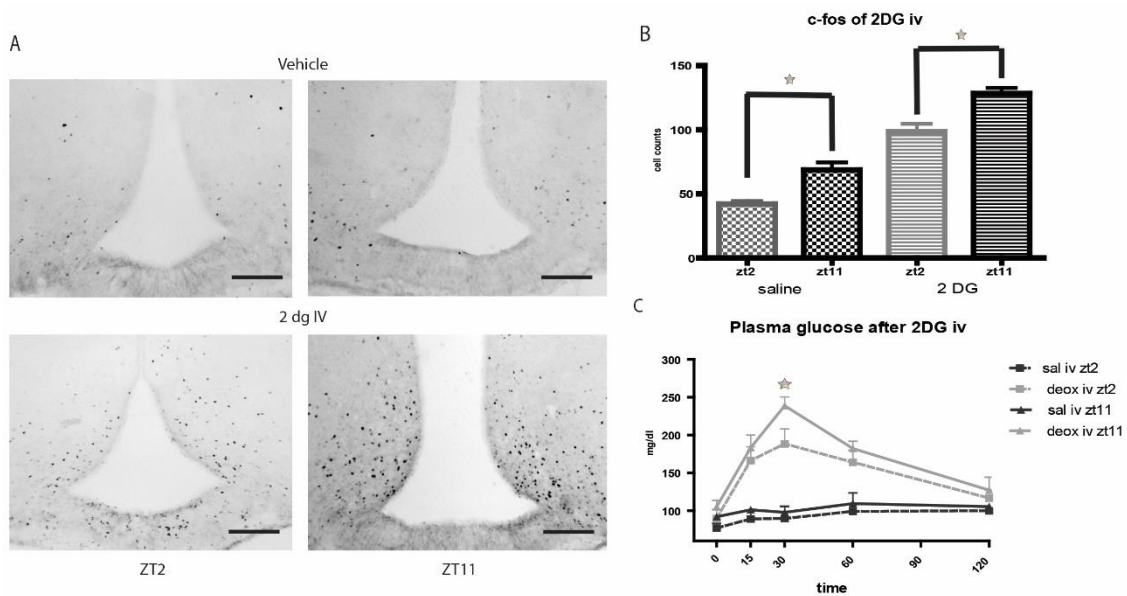 A
Vehicle
2 dg IV
ZT2
ZT11
B
c-fos of 2DG iv
cell counts
150
100
50
0
zt2
zt11
zt2
zt11
saline
2 DG
C
Plasma glucose after 2DG iv
mg/dl
300
250
200
150
100
0
15
30
60
90
120
time
sal iv zt2
deox iv zt2
sal iv zt11
deox iv zt11